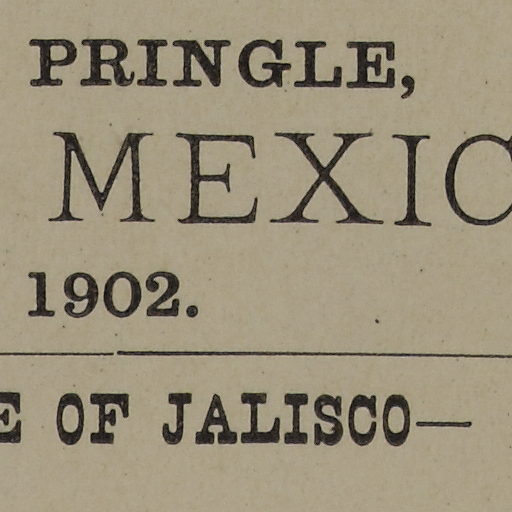 PRINGLE,
MEXIC
1902.
E OF JALISCO—